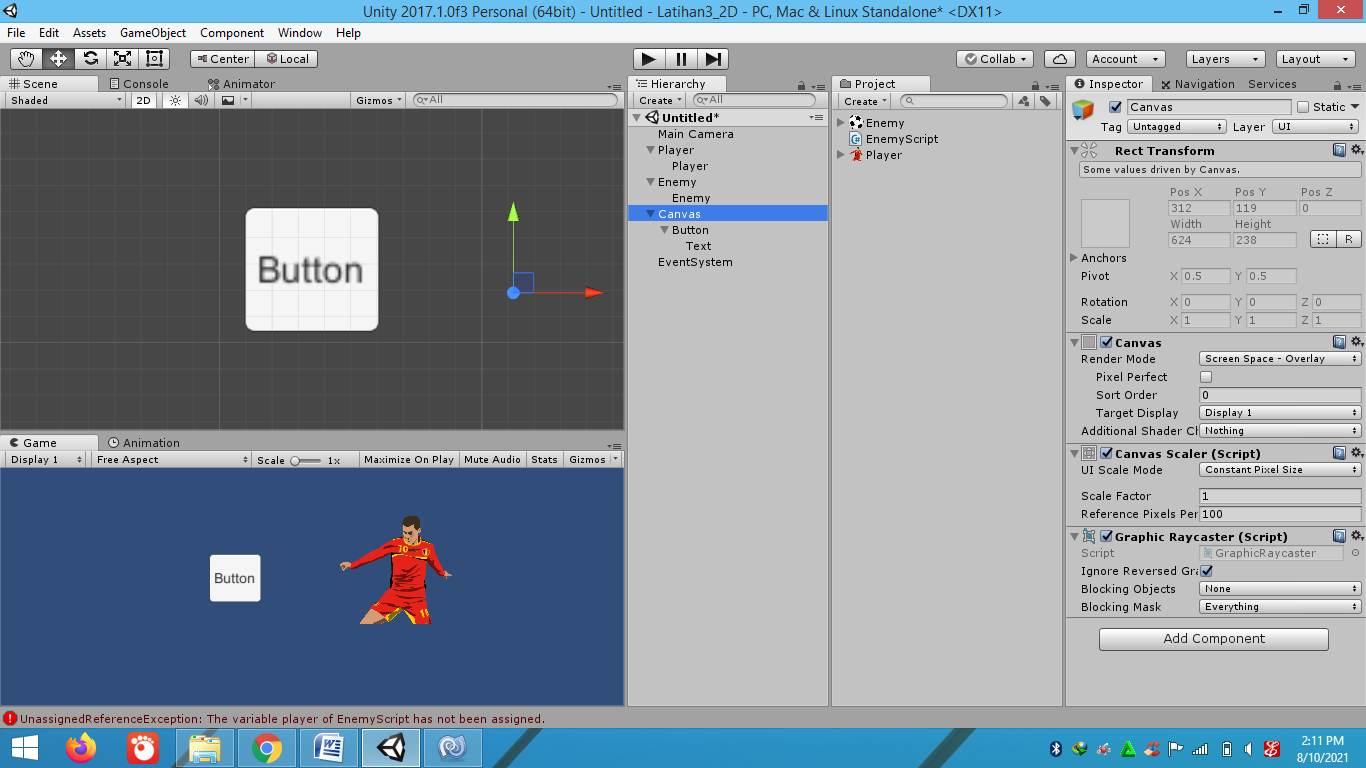 Unity 2017.1.0f3 Personal (64bit) - Untitled - Latihan3_2D - PC, Mac & Linux Standalone* <DX11>
File Edit Assets GameObject Component Window Help
Center Local Collab Account Layers Layout
Scene Console Animator
Shaded 2D Gizmos All
Button
Game Animation
Display 1 Free Aspect Scale 1x Maximize On Play Mute Audio Stats Gizmos
Button
10
Hierarchy
Create All
Untitled*
Main Camera
Player
Player
Enemy
Enemy
Canvas
Button
Text
EventSystem
Project
Create
Enemy
EnemyScript
Player
Inspector Navigation Services
Canvas Static
Tag Untagged Layer UI
Rect Transform
Some values driven by Canvas.
Pos X Pos Y Pos Z
312 119 0
Width Height
624 238
R
Anchors
Pivot X 0.5 Y 0.5
Rotation X 0 Y 0 Z 0
Scale X 1 Y 1 Z 1
Canvas
Render Mode Screen Space - Overlay
Pixel Perfect
Sort Order 0
Target Display Display 1
Additional Shader Ch Nothing
Canvas Scaler (Script)
UI Scale Mode Constant Pixel Size
Scale Factor 1
Reference Pixels Per 100
Graphic Raycaster (Script)
Script GraphicRaycaster
Ignore Reversed Gra
Blocking Objects None
Blocking Mask Everything
Add Component
UnassignedReferenceException: The variable player of EnemyScript has not been assigned.
2:11 PM
8/10/2021